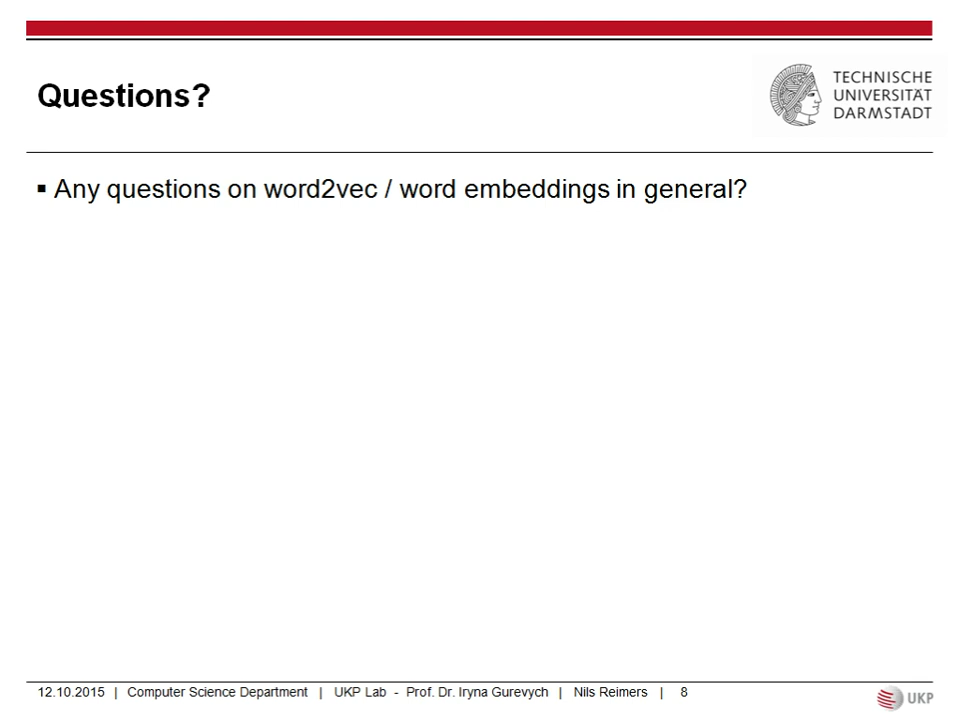 Questions?
TECHNISCHE
UNIVERSITÄT
DARMSTADT
▪ Any questions on word2vec / word embeddings in general?
12.10.2015 | Computer Science Department | UKP Lab - Prof. Dr. Iryna Gurevych | Nils Reimers | 8
UKP